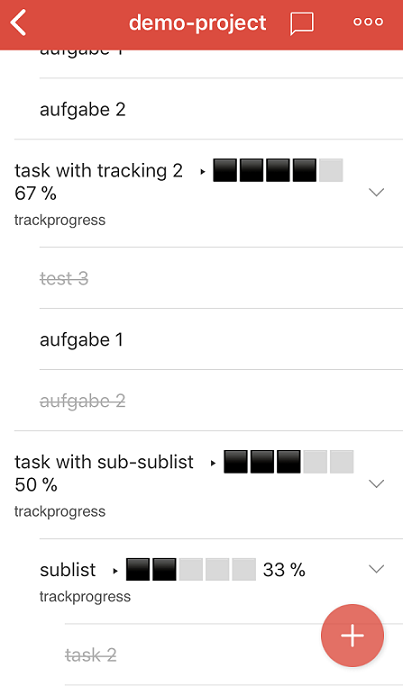 demo-project
aufgabe 1
aufgabe 2
task with tracking 2 ‣ ⬛⬛⬛⬛⬜
67 %
trackprogress
test 3
aufgabe 1
aufgabe 2
task with sub-sublist ‣ ⬛⬛⬛⬜⬜
50 %
trackprogress
sublist ‣ ⬛⬛⬜⬜⬜ 33 %
trackprogress
task 2